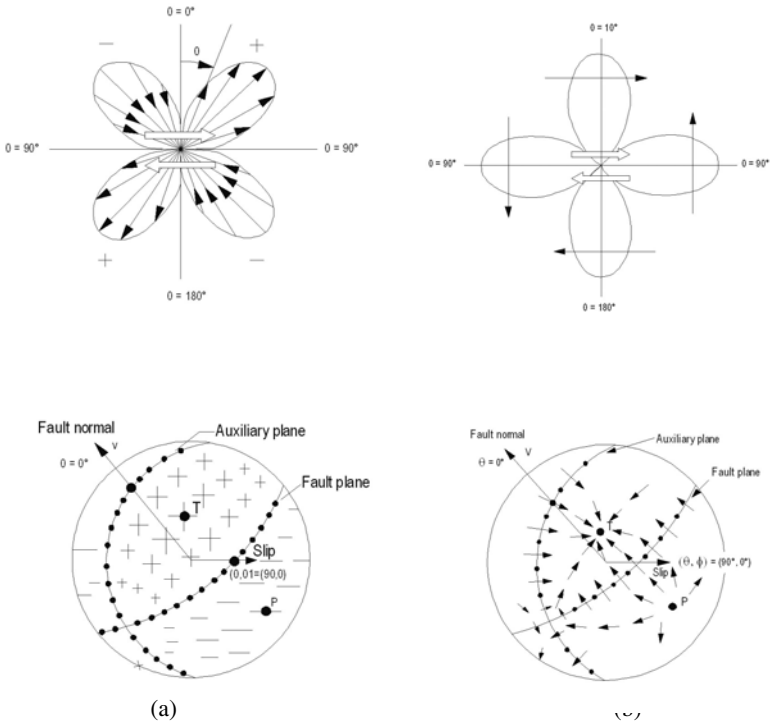 0 = 0°
0 = 10°
0
− +
0 = 90° 0 = 90°
0 = 90° 0 = 90°
+ −
0 = 180°
0 = 180°
Fault normal
v
0 = 0°
Auxiliary plane
Fault plane
T
Slip
(0,01=(90,0)
P
Fault normal
V
Θ = 0°
Auxiliary plane
Fault plane
T
(Θ, ϕ) = (90°, 0°)
Slip
P
(a)